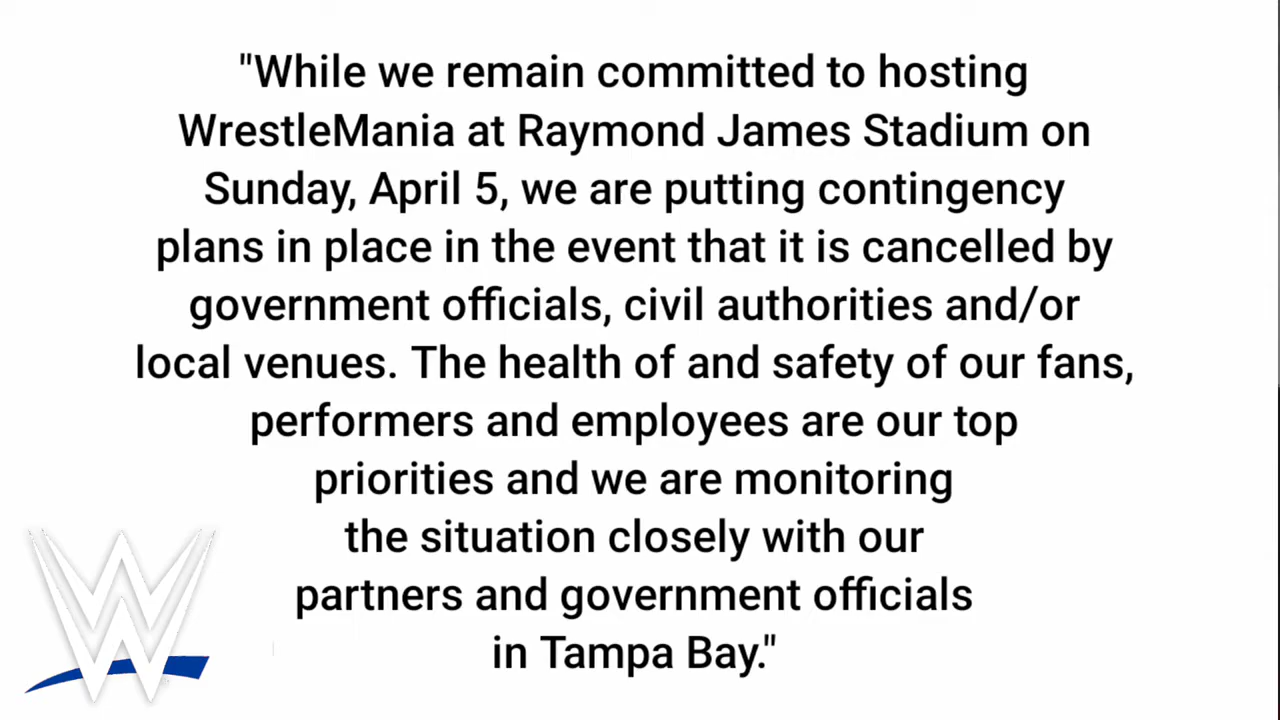 "While we remain committed to hosting
WrestleMania at Raymond James Stadium on
Sunday, April 5, we are putting contingency
plans in place in the event that it is cancelled by
government officials, civil authorities and/or
local venues. The health of and safety of our fans,
performers and employees are our top
priorities and we are monitoring
the situation closely with our
partners and government officials
in Tampa Bay."
W